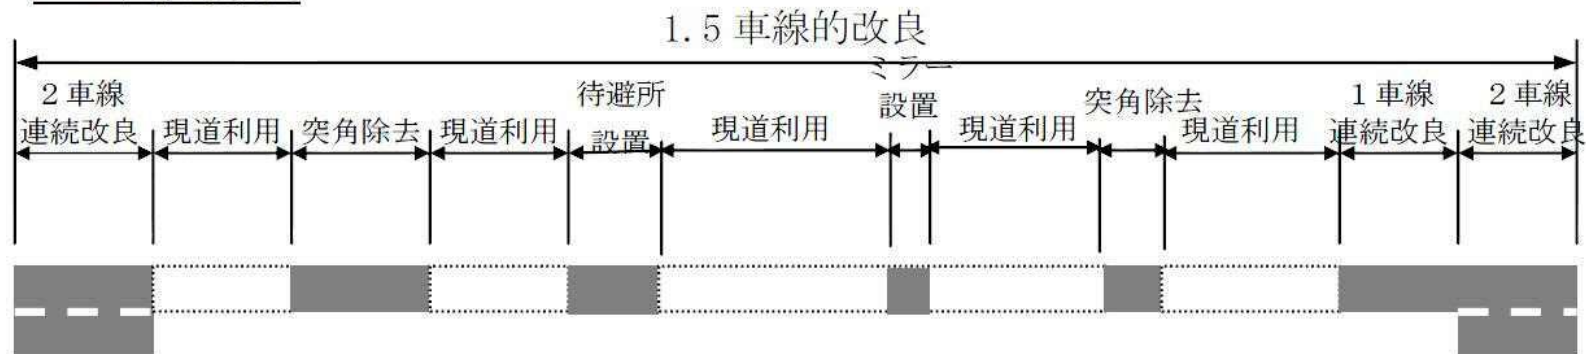 1.5車線的改良
2車線
連続改良
現道利用
突角除去
現道利用
待避所
設置
現道利用
ミラー
設置
現道利用
突角除去
現道利用
1車線
連続改良
2車線
連続改良